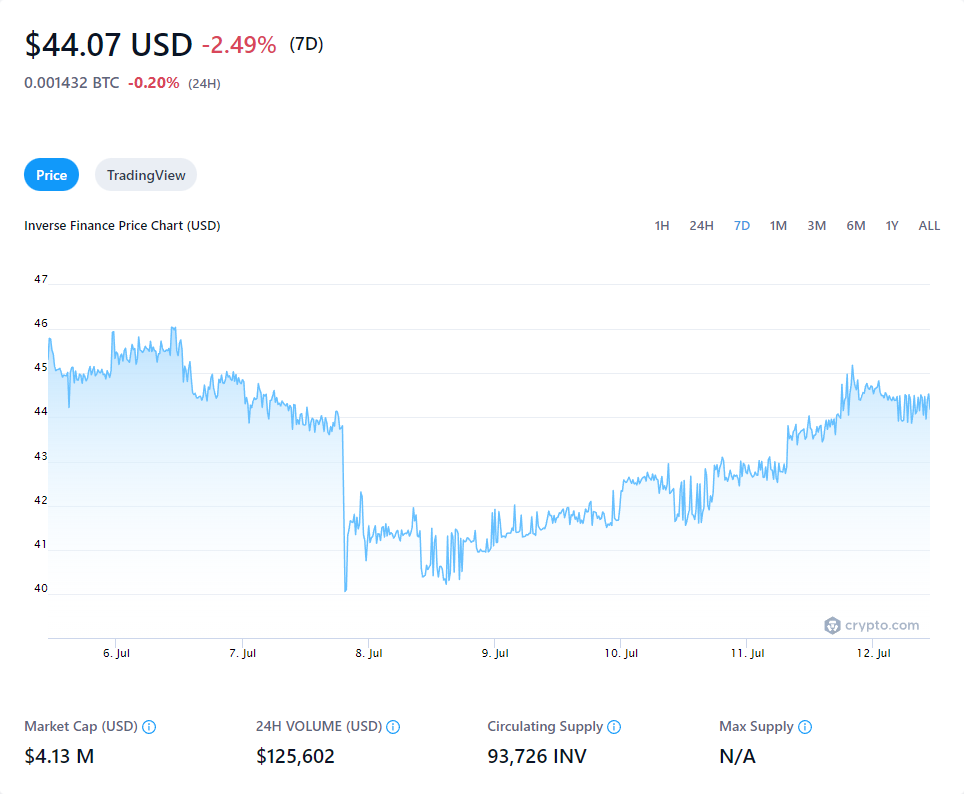 $44.07 USD -2.49% (7D)
0.001432 BTC -0.20% (24H)
Price TradingView
Inverse Finance Price Chart (USD) 1H 24H 7D 1M 3M 6M 1Y ALL
47
46
45
44
43
42
41
40
crypto.com
6. Jul 7. Jul 8. Jul 9. Jul 10. Jul 11. Jul 12. Jul
Market Cap (USD) 24H VOLUME (USD) Circulating Supply Max Supply
$4.13 M $125,602 93,726 INV N/A